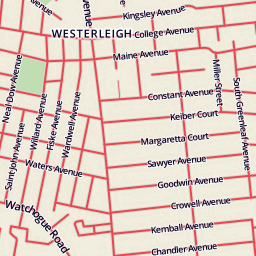 Kingsley Avenue
WESTERLEIGH
College Avenue
Avenue
Maine Avenue
Neal Dow Avenue
Miller Street
South Greenleaf Avenue
Constant Avenue
Willard Avenue
Fiske Avenue
Wardwell Avenue
Keiber Court
Margaretta Court
Saint John Avenue
Waters Avenue
Sawyer Avenue
Goodwin Avenue
Watchogue Road
Crowell Avenue
Kemball Avenue
Chandler Avenue